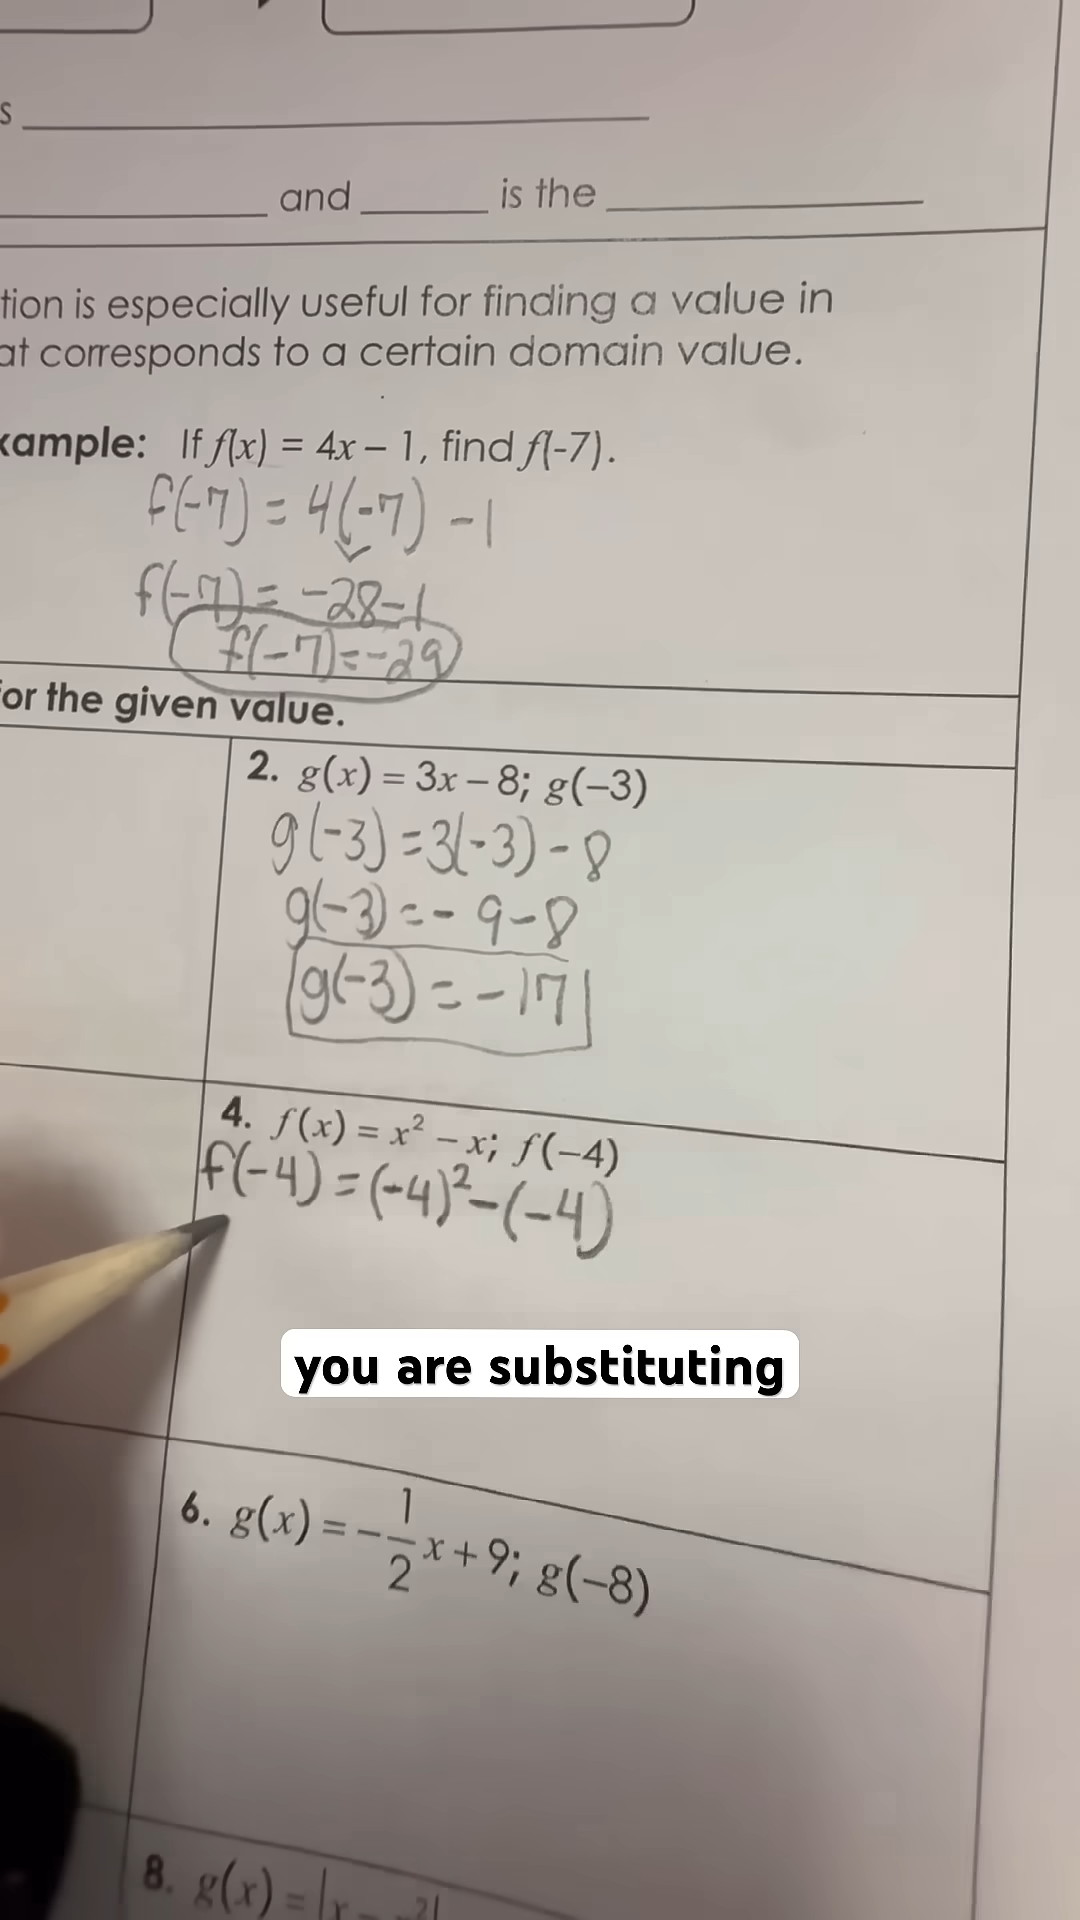 s
and ______ is the
tion is especially useful for finding a value in
at corresponds to a certain domain value.
xample: If f(x) = 4x – 1, find f(-7).
f(-7) = 4(-7) -1
f(-7) = -28-1
f(-7)=-29
for the given value.
2. g(x) = 3x – 8; g(–3)
g(-3) =3(-3) - 8
g(-3) = - 9-8
g(-3) = -17
4. f(x) = x² – x; f(–4)
f(-4) = (-4)²-(-4)
you are substituting
6. g(x) = -1/2 x + 9; g(–8)
8. g(x) = |x –